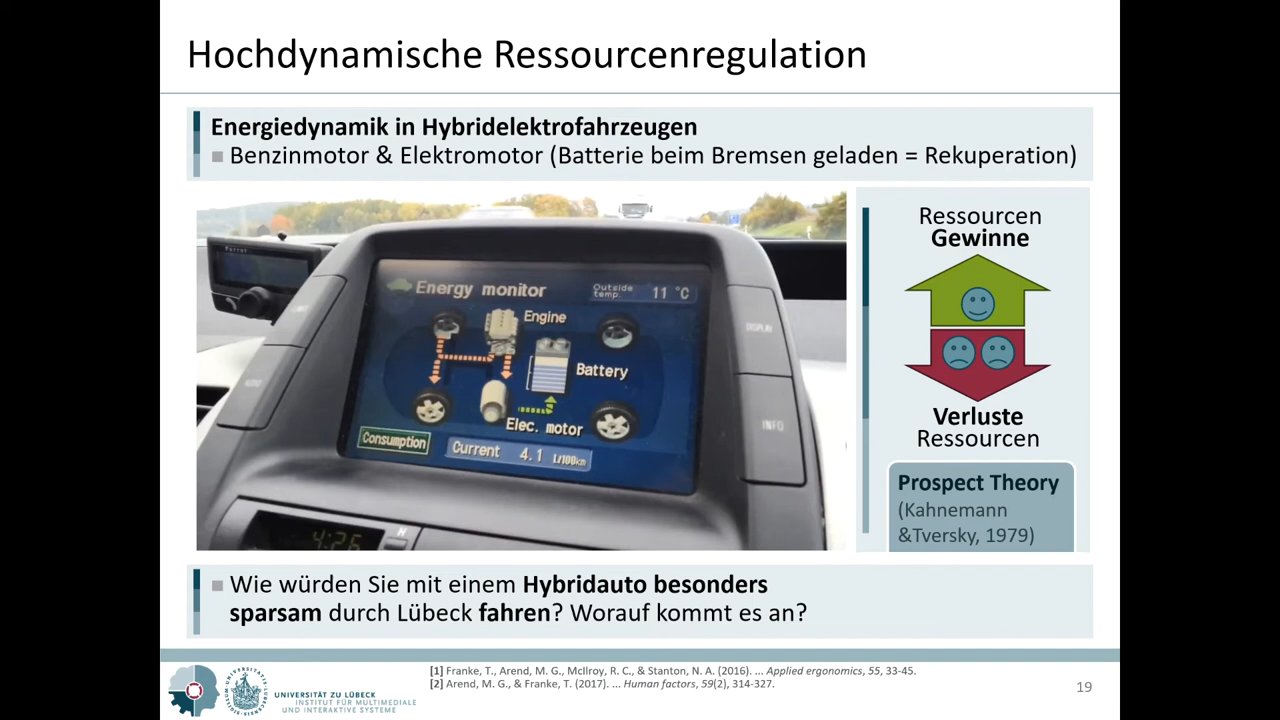 Hochdynamische Ressourcenregulation
Energiedynamik in Hybridelektrofahrzeugen
Benzinmotor & Elektromotor (Batterie beim Bremsen geladen = Rekuperation)
Energy monitor
Outside temp. 11 °C
Engine
Battery
Elec. motor
Consumption
Current 4.1 L/100km
DISPLAY
INFO
4:26
Ressourcen
Gewinne
Verluste
Ressourcen
Prospect Theory
(Kahnemann
&Tversky, 1979)
Wie würden Sie mit einem Hybridauto besonders
sparsam durch Lübeck fahren? Worauf kommt es an?
[1] Franke, T., Arend, M. G., McIlroy, R. C., & Stanton, N. A. (2016). ... Applied ergonomics, 55, 33-45.
[2] Arend, M. G., & Franke, T. (2017). ... Human factors, 59(2), 314-327.
UNIVERSITÄT ZU LÜBECK
INSTITUT FÜR MULTIMEDIALE
UND INTERAKTIVE SYSTEME
19